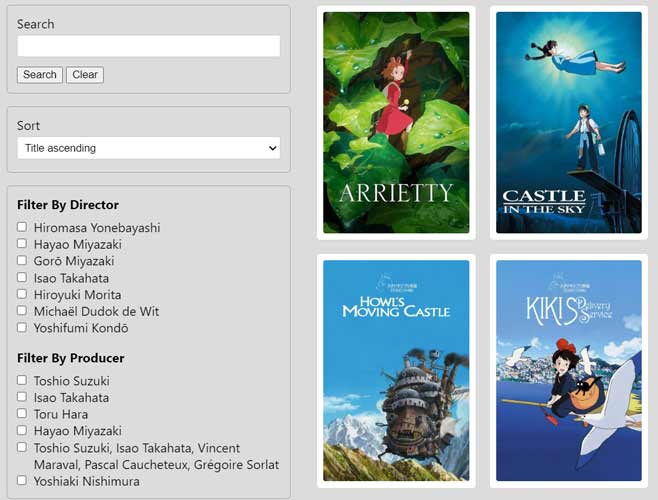 Search
Search
Clear
Sort
Title ascending
Filter By Director
Hiromasa Yonebayashi
Hayao Miyazaki
Gorō Miyazaki
Isao Takahata
Hiroyuki Morita
Michaël Dudok de Wit
Yoshifumi Kondō
Filter By Producer
Toshio Suzuki
Isao Takahata
Toru Hara
Hayao Miyazaki
Toshio Suzuki, Isao Takahata, Vincent
Maraval, Pascal Caucheteux, Grégoire Sorlat
Yoshiaki Nishimura
ARRIETTY
CASTLE
IN THE SKY
HOWL'S
MOVING CASTLE
KIKI'S Delivery
Service